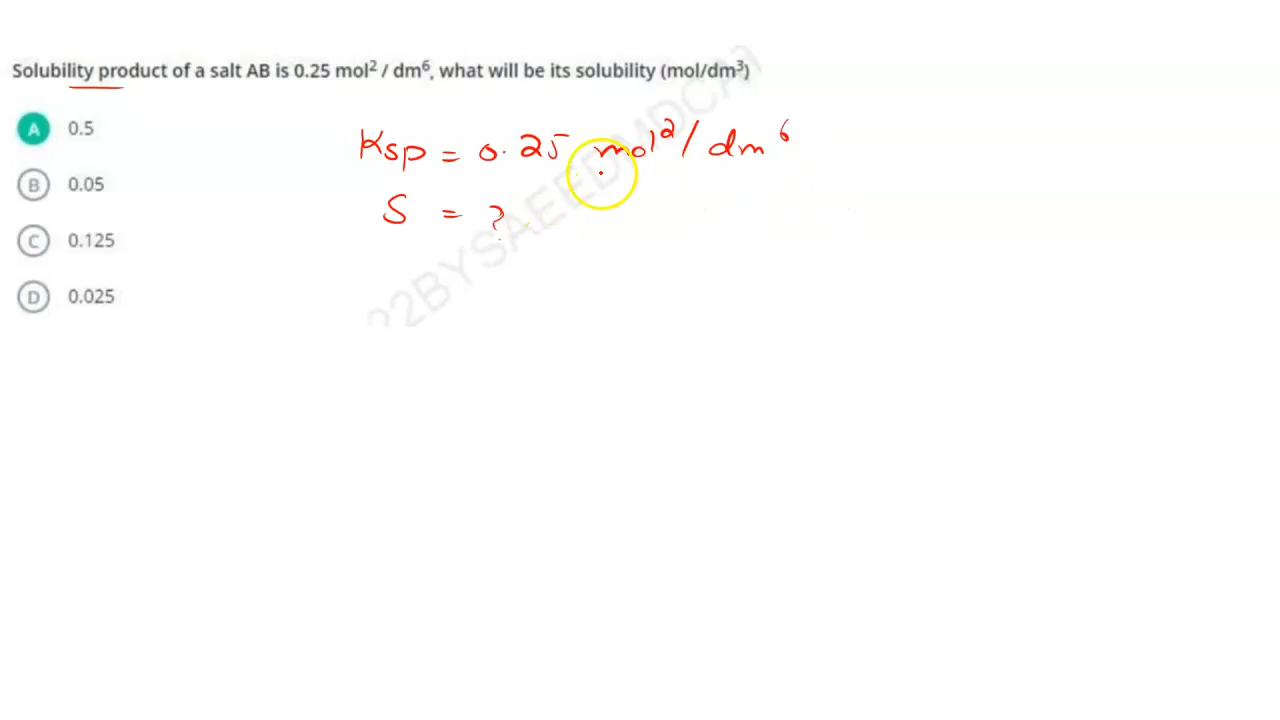 Solubility product of a salt AB is 0.25 mol² / dm⁶, what will be its solubility (mol/dm³)
A 0.5
B 0.05
C 0.125
D 0.025
Ksp = 0.25 mol²/dm⁶
S = ?
22BYSAEEDMDCAT